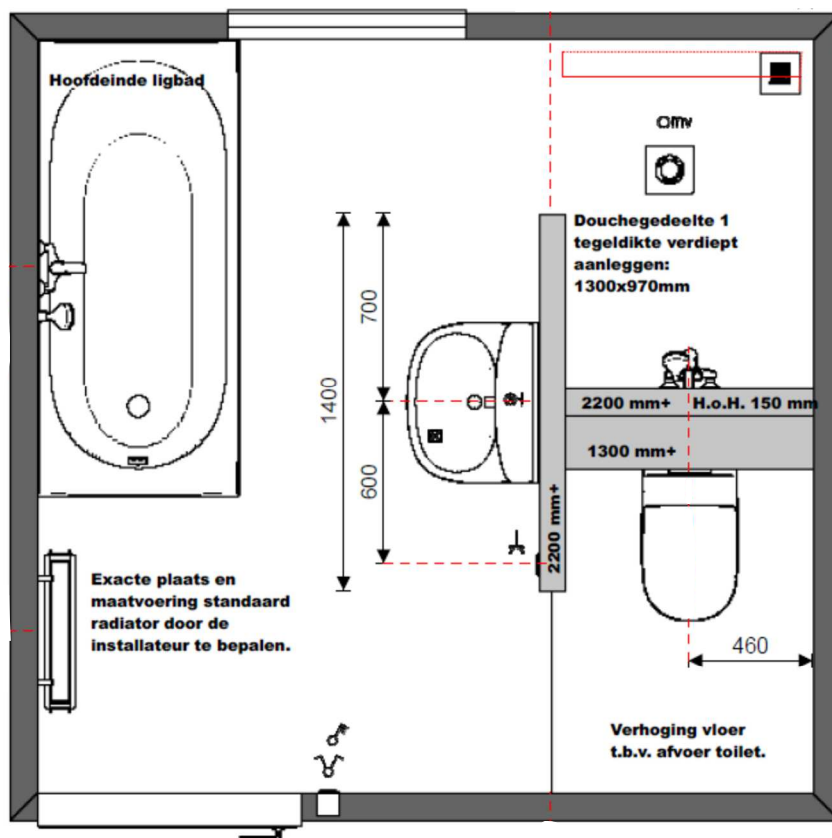 Hoofdeinde ligbad
Omv
Douchegedeelte 1
tegeldikte verdiept
aanleggen:
1300x970mm
700
1400
600
2200 mm+
H.o.H. 150 mm
1300 mm+
2200 mm+
Exacte plaats en
maatvoering standaard
radiator door de
installateur te bepalen.
460
Verhoging vloer
t.b.v. afvoer toilet.